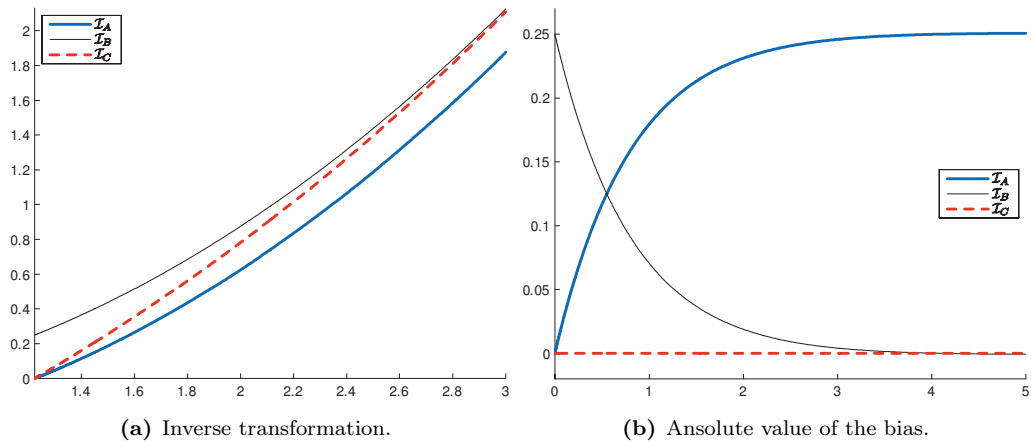 2
1.8
1.6
1.4
1.2
1
0.8
0.6
0.4
0.2
0
1.4 1.6 1.8 2 2.2 2.4 2.6 2.8 3
I_A
I_B
I_C
(a) Inverse transformation.
0.25
0.2
0.15
0.1
0.05
0
0 1 2 3 4 5
I_A
I_B
I_C
(b) Ansolute value of the bias.